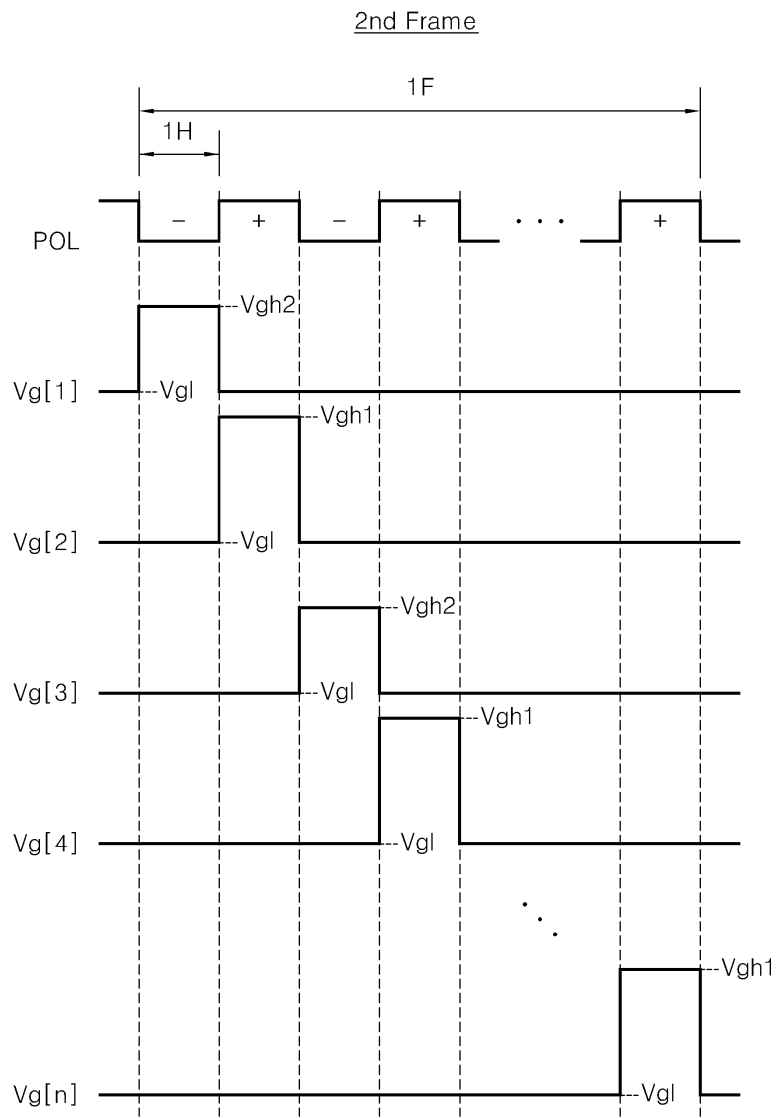 2nd Frame
1F
1H
POL
− + − + · · · +
Vgh2
Vg[1] Vgl
Vgh1
Vg[2] Vgl
Vgh2
Vg[3] Vgl
Vgh1
Vg[4] Vgl
Vgh1
Vg[n] Vgl